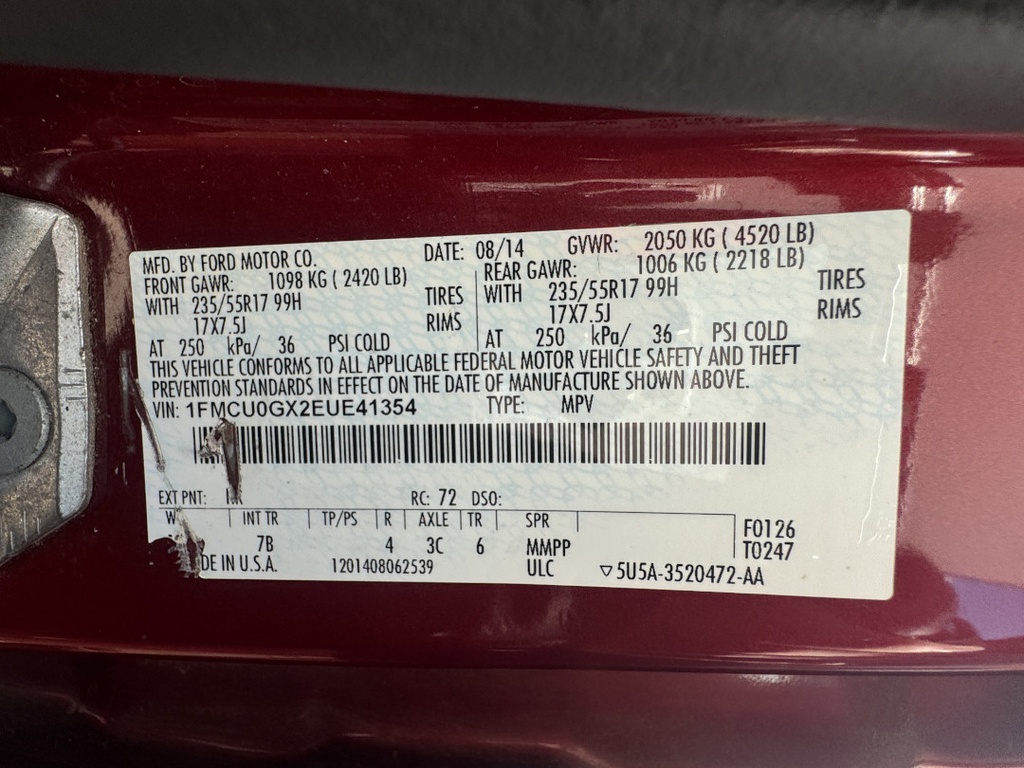 MFD. BY FORD MOTOR CO. DATE: 08/14 GVWR: 2050 KG ( 4520 LB)
FRONT GAWR: 1098 KG ( 2420 LB) REAR GAWR: 1006 KG ( 2218 LB)
WITH 235/55R17 99H TIRES WITH 235/55R17 99H TIRES
17X7.5J RIMS 17X7.5J RIMS
AT 250 kPa/ 36 PSI COLD AT 250 kPa/ 36 PSI COLD
THIS VEHICLE CONFORMS TO ALL APPLICABLE FEDERAL MOTOR VEHICLE SAFETY AND THEFT
PREVENTION STANDARDS IN EFFECT ON THE DATE OF MANUFACTURE SHOWN ABOVE.
VIN: 1FMCU0GX2EUE41354 TYPE: MPV
EXT PNT: RC: 72 DSO:
INT TR TP/PS R AXLE TR SPR F0126
7B 4 3C 6 MMPP T0247
DE IN U.S.A. 1201408062539 ULC ▽5U5A-3520472-AA